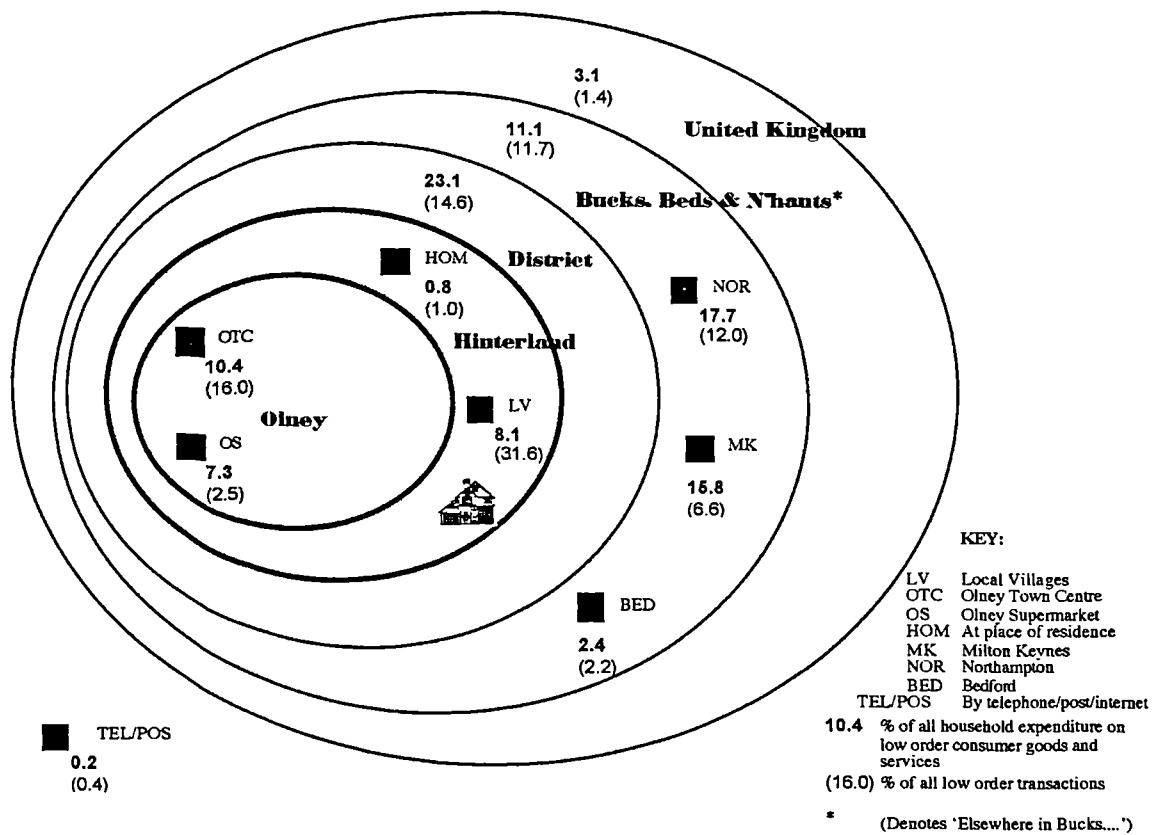 3.1
(1.4)
United Kingdom
11.1
(11.7)
23.1
(14.6)
Bucks. Beds & N'hants*
HOM
0.8
(1.0)
District
NOR
17.7
(12.0)
OTC
10.4
(16.0)
Hinterland
Olney
LV
8.1
(31.6)
OS
7.3
(2.5)
MK
15.8
(6.6)
BED
2.4
(2.2)
TEL/POS
0.2
(0.4)
KEY:
LV Local Villages
OTC Olney Town Centre
OS Olney Supermarket
HOM At place of residence
MK Milton Keynes
NOR Northampton
BED Bedford
TEL/POS By telephone/post/internet
10.4 % of all household expenditure on
low order consumer goods and
services
(16.0) % of all low order transactions
* (Denotes 'Elsewhere in Bucks....')